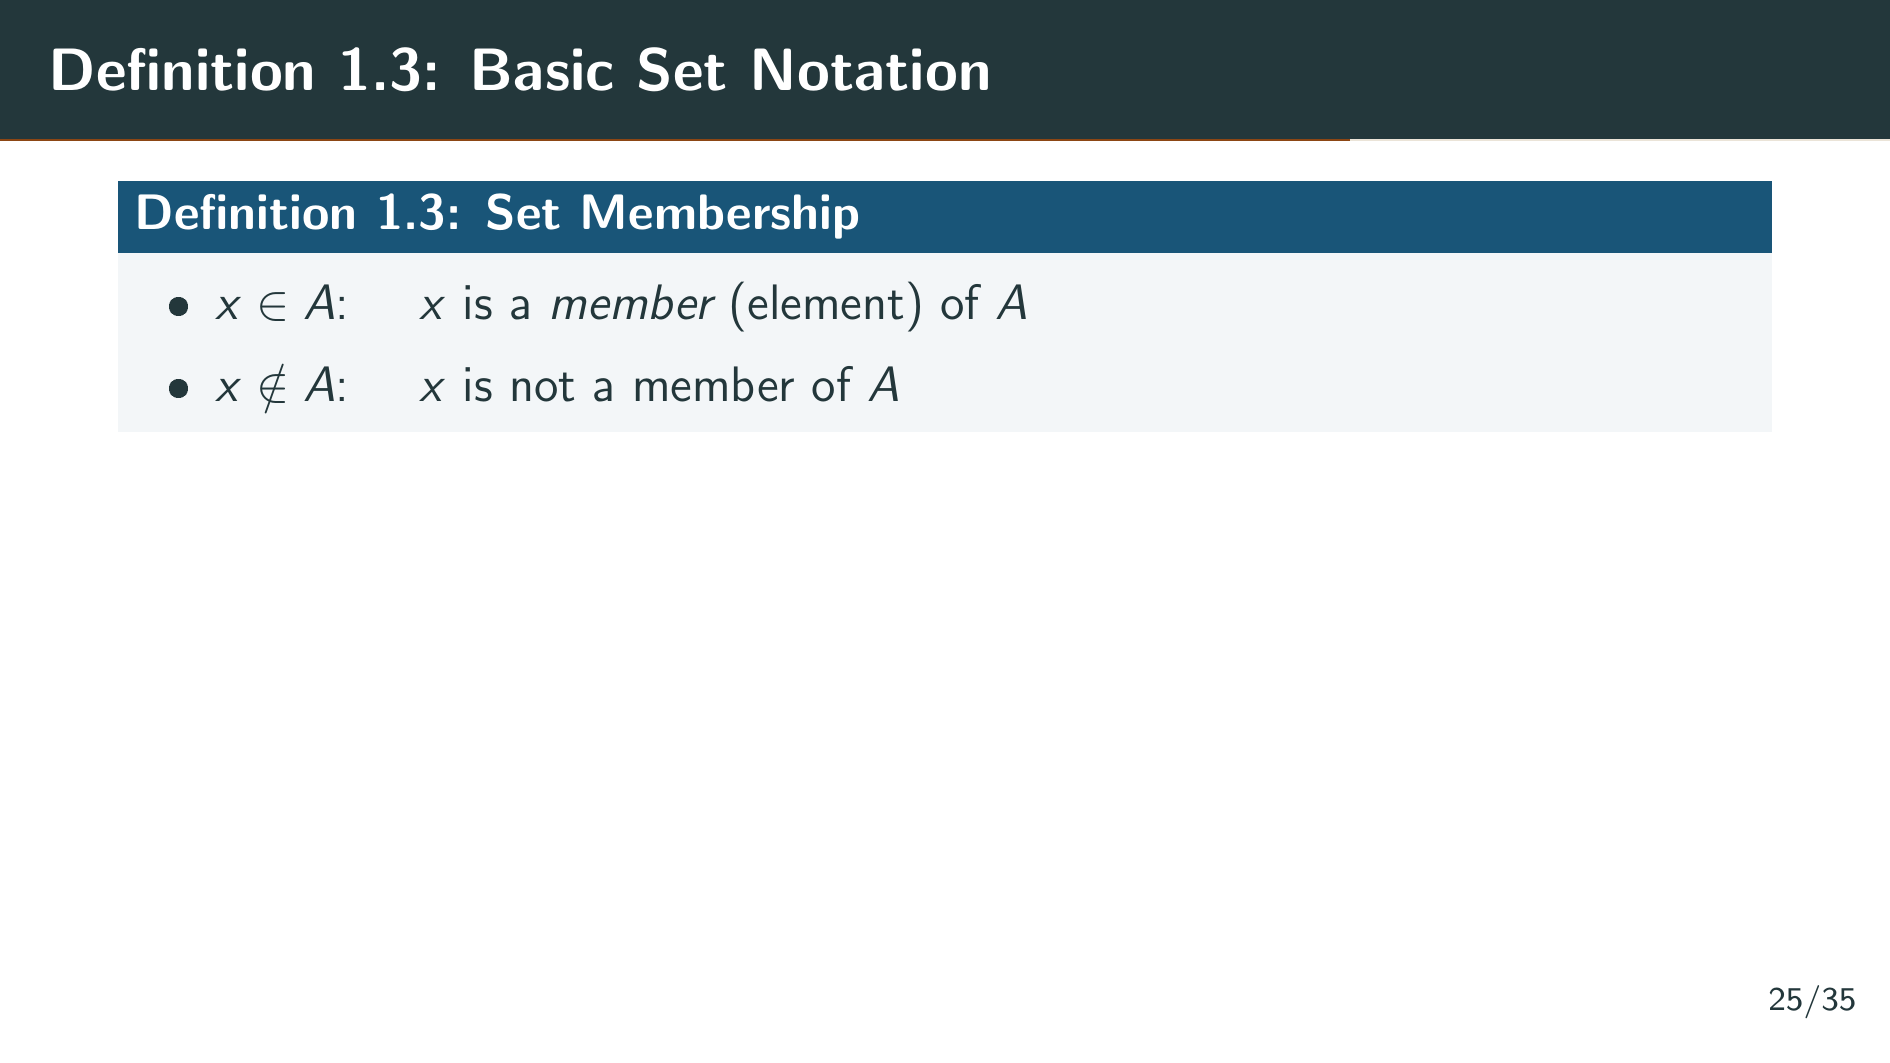 Definition 1.3: Basic Set Notation
Definition 1.3: Set Membership
• x ∈ A: x is a member (element) of A
• x ∉ A: x is not a member of A
25/35